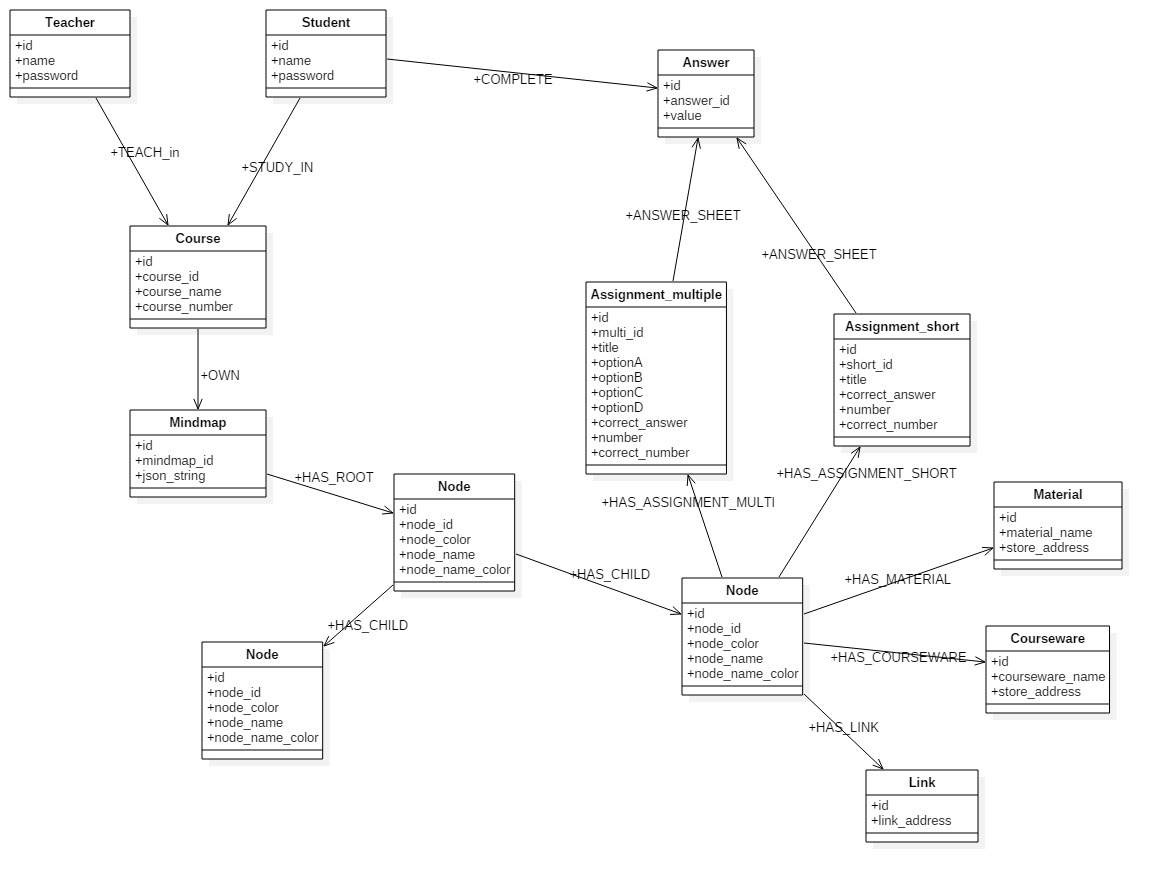 Teacher
+id
+name
+password
Student
+id
+name
+password
+COMPLETE
Answer
+id
+answer_id
+value
+TEACH_in
+STUDY_IN
+ANSWER_SHEET
+ANSWER_SHEET
Course
+id
+course_id
+course_name
+course_number
Assignment_multiple
+id
+multi_id
+title
+optionA
+optionB
+optionC
+optionD
+correct_answer
+number
+correct_number
Assignment_short
+id
+short_id
+title
+correct_answer
+number
+correct_number
+OWN
Mindmap
+id
+mindmap_id
+json_string
+HAS_ROOT
Node
+id
+node_id
+node_color
+node_name
+node_name_color
+HAS_ASSIGNMENT_SHORT
+HAS_ASSIGNMENT_MULTI
Material
+id
+material_name
+store_address
+HAS_CHILD
+HAS_MATERIAL
Node
+id
+node_id
+node_color
+node_name
+node_name_color
+HAS_CHILD
Node
+id
+node_id
+node_color
+node_name
+node_name_color
+HAS_COURSEWARE
Courseware
+id
+courseware_name
+store_address
+HAS_LINK
Link
+id
+link_address